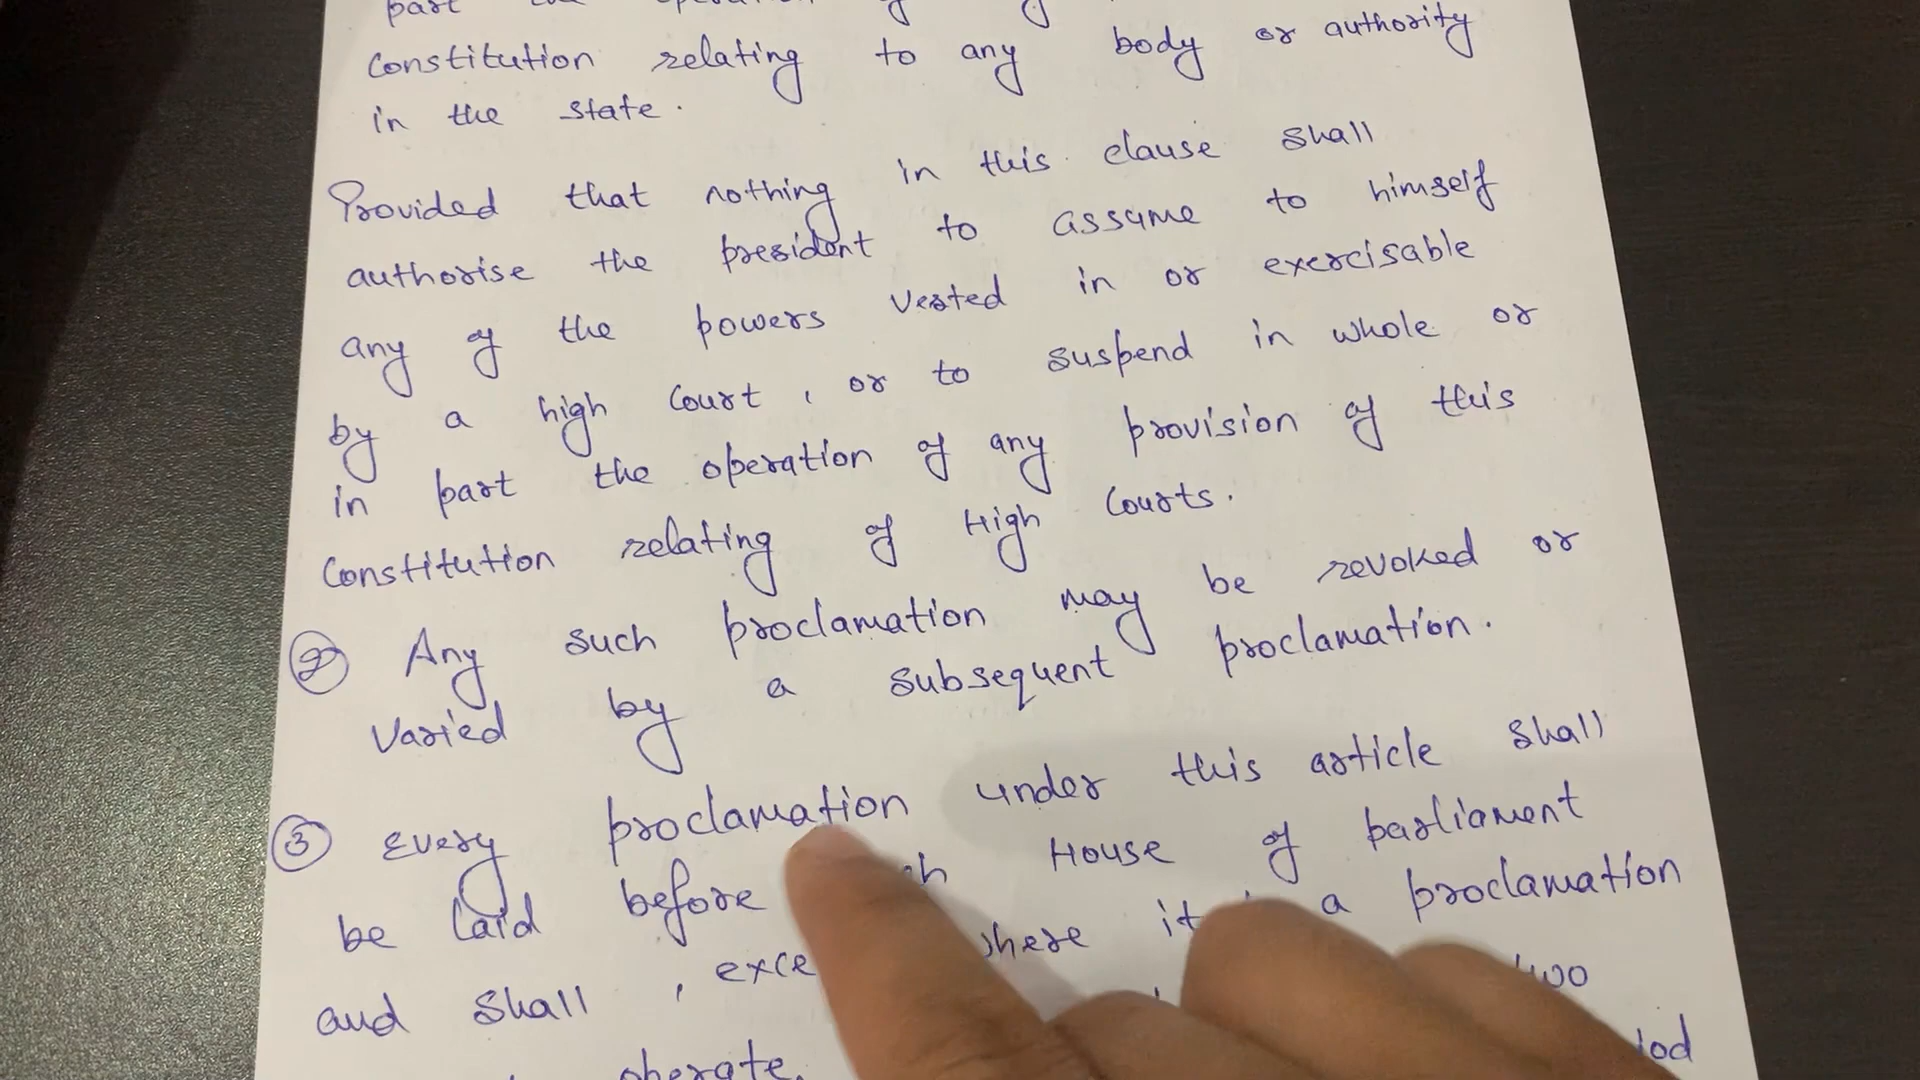 part
constitution relating to any body or authority
in the state.
Provided that nothing in this clause shall
authorise the president to assume to himself
any of the powers vested in or exercisable
by a high court, or to suspend in whole or
in part the operation of any provision of this
constitution relating of High Courts.
② Any such proclamation may be revoked or
varied by a subsequent proclamation.
③ Every proclamation under this article shall
be laid before House of parliament
and shall, where it a proclamation
operate.